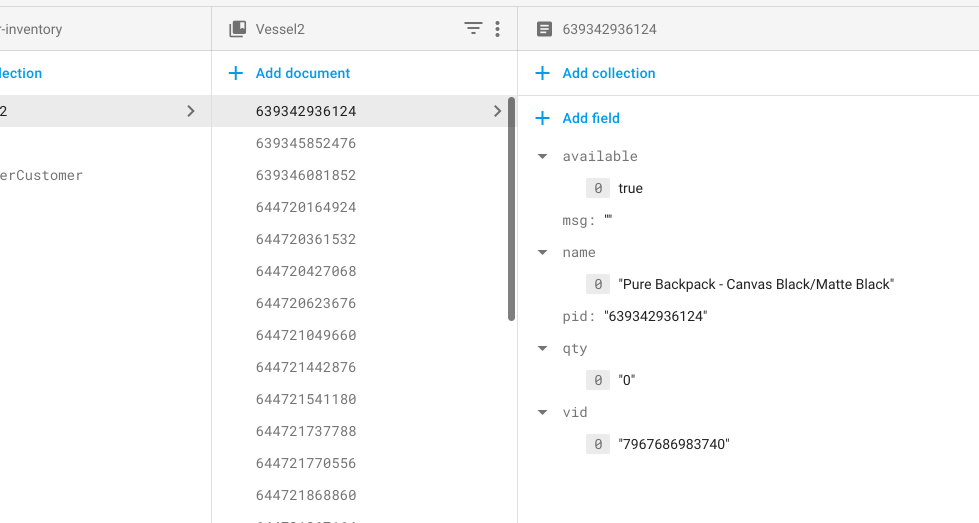 r-inventory
lection
2
erCustomer
Vessel2
Add document
639342936124
639345852476
639346081852
644720164924
644720361532
644720427068
644720623676
644721049660
644721442876
644721541180
644721737788
644721770556
644721868860
639342936124
Add collection
Add field
available
0 true
msg: ""
name
0 "Pure Backpack - Canvas Black/Matte Black"
pid: "639342936124"
qty
0 "0"
vid
0 "7967686983740"